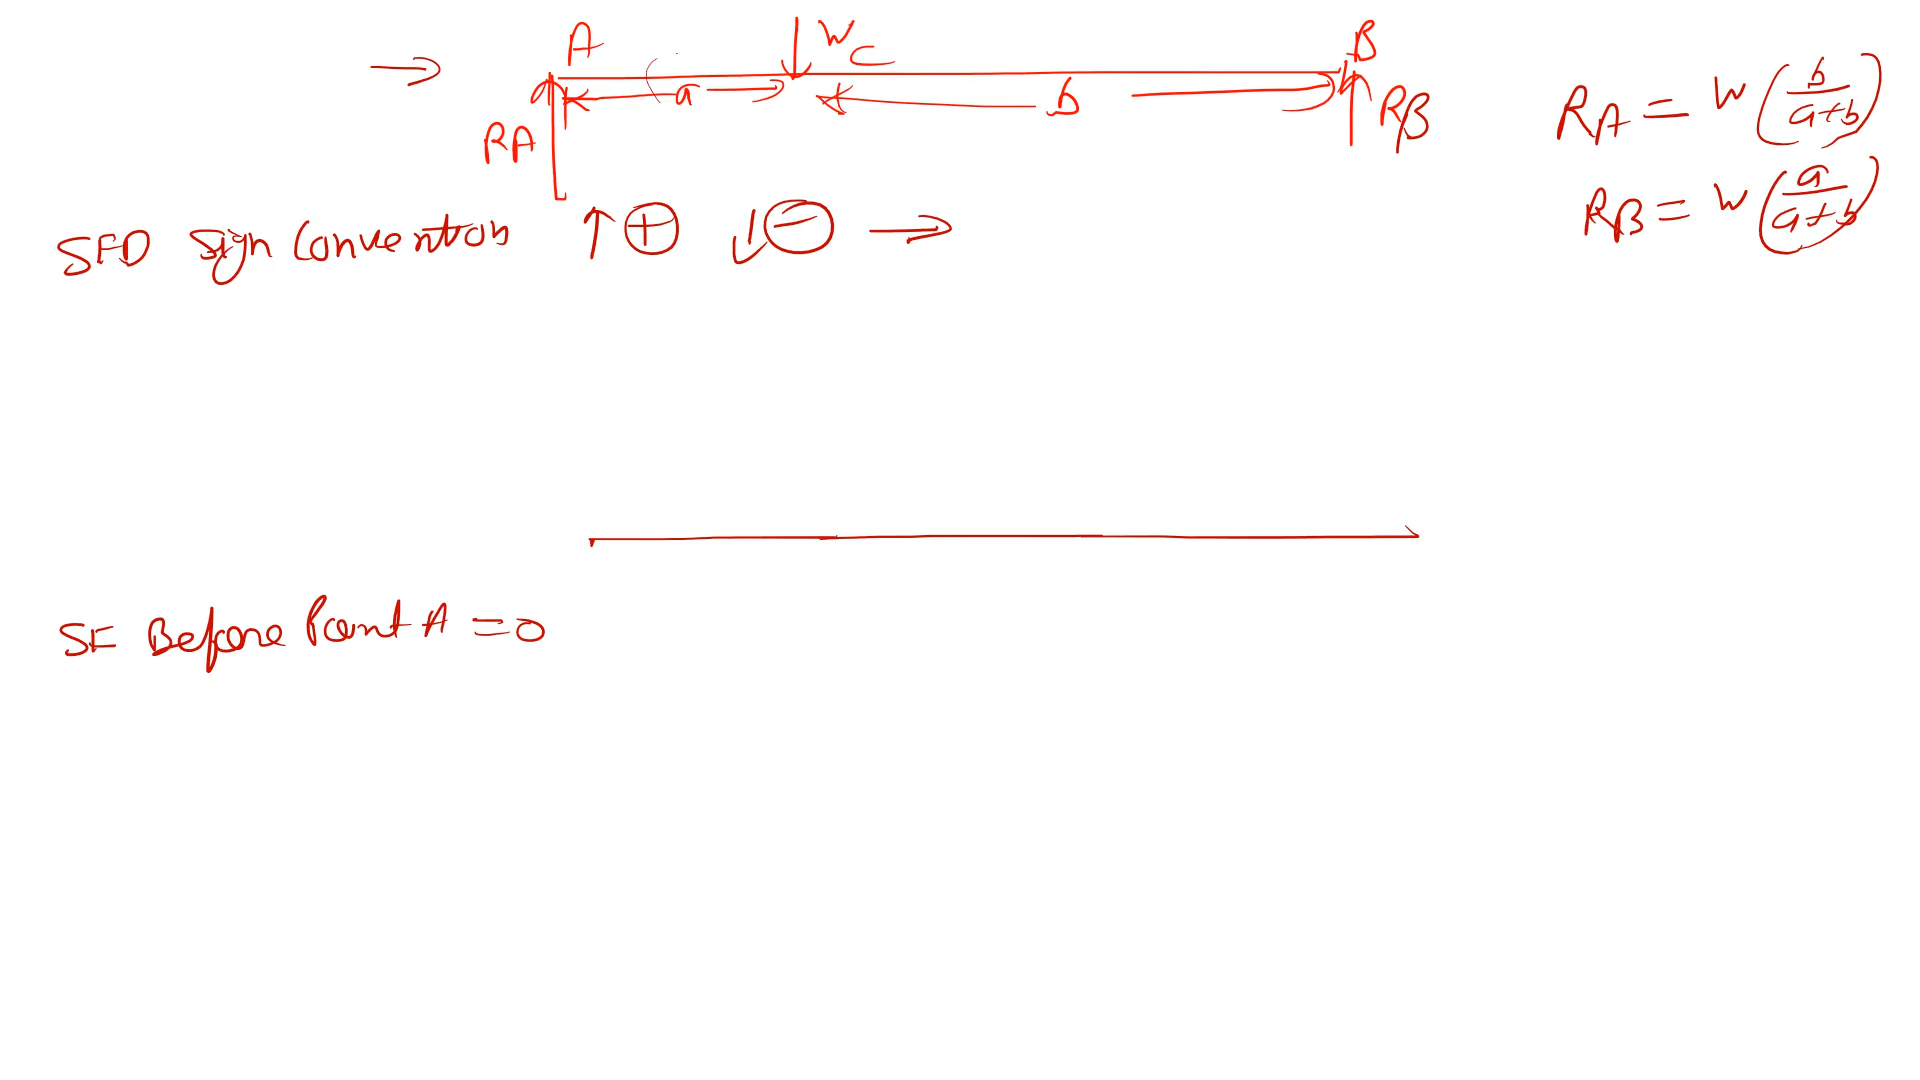 A W C B
a b
RA RB
RA = W (b/a+b)
RB = W (a/a+b)
SFD Sign Convention ↑ ⊕ ↓ ⊖ →
SF Before Point A = 0